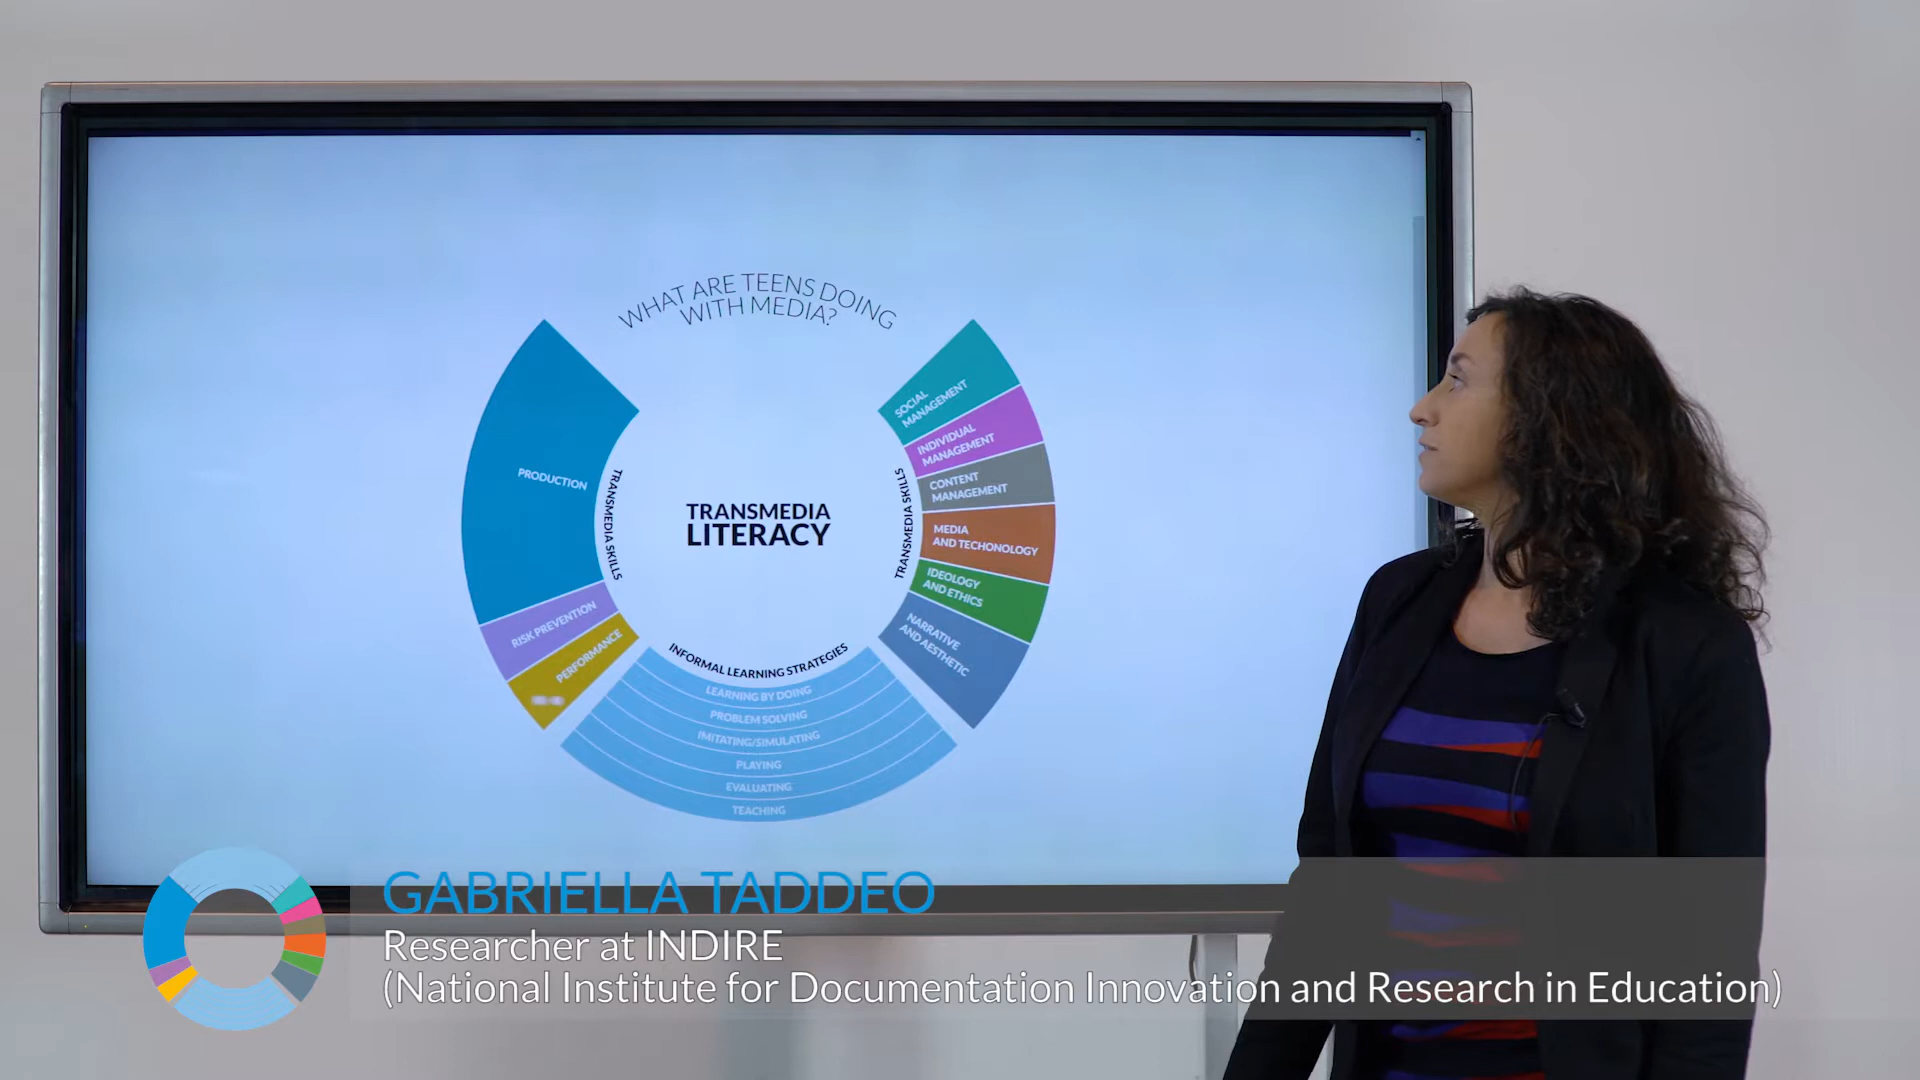 WHAT ARE TEENS DOING
WITH MEDIA?
PRODUCTION
RISK PREVENTION
PERFORMANCE
TRANSMEDIA SKILLS
TRANSMEDIA
LITERACY
TRANSMEDIA SKILLS
SOCIAL
MANAGEMENT
INDIVIDUAL
MANAGEMENT
CONTENT
MANAGEMENT
MEDIA
AND TECHONOLOGY
IDEOLOGY
AND ETHICS
NARRATIVE
AND AESTHETIC
INFORMAL LEARNING STRATEGIES
LEARNING BY DOING
PROBLEM SOLVING
IMITATING/SIMULATING
PLAYING
EVALUATING
TEACHING
GABRIELLA TADDEO
Researcher at INDIRE
(National Institute for Documentation Innovation and Research in Education)